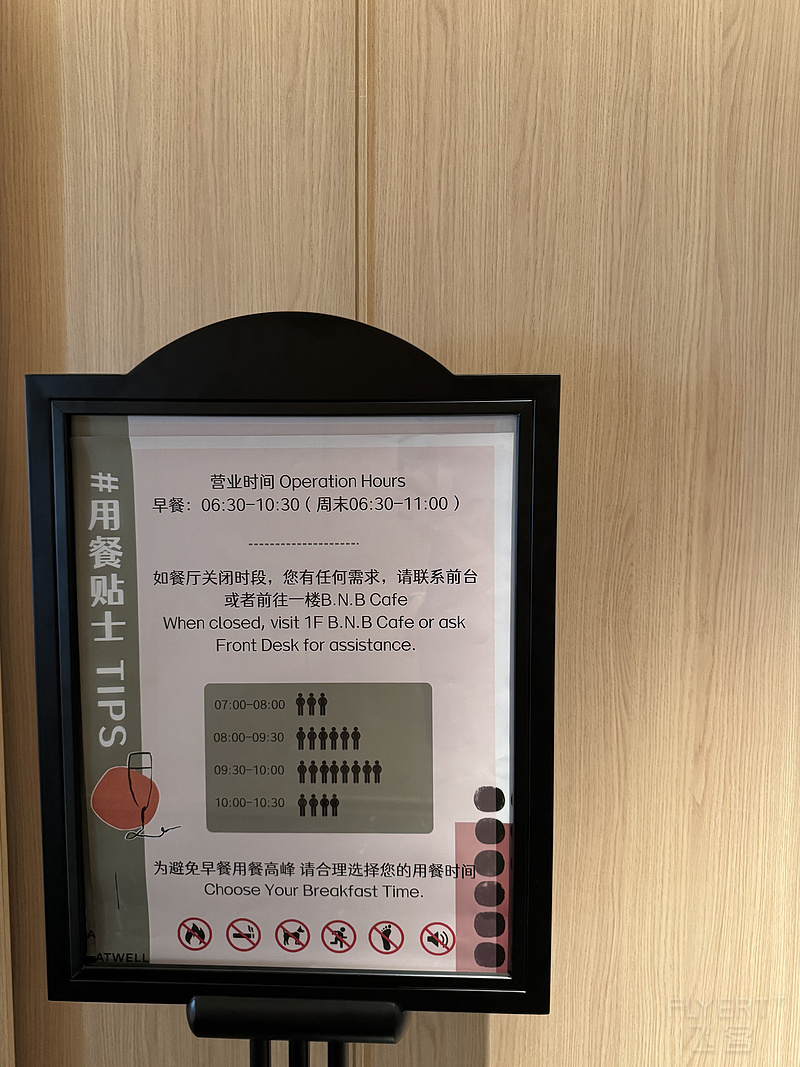 #用餐贴士 TIPS
营业时间 Operation Hours
早餐：06:30-10:30（周末06:30-11:00）
如餐厅关闭时段，您有任何需求，请联系前台
或者前往一楼B.N.B Cafe
When closed, visit 1F B.N.B Cafe or ask
Front Desk for assistance.
07:00-08:00
08:00-09:30
09:30-10:00
10:00-10:30
为避免早餐用餐高峰 请合理选择您的用餐时间
Choose Your Breakfast Time.
A
ATWELL
FLYERT
飞客